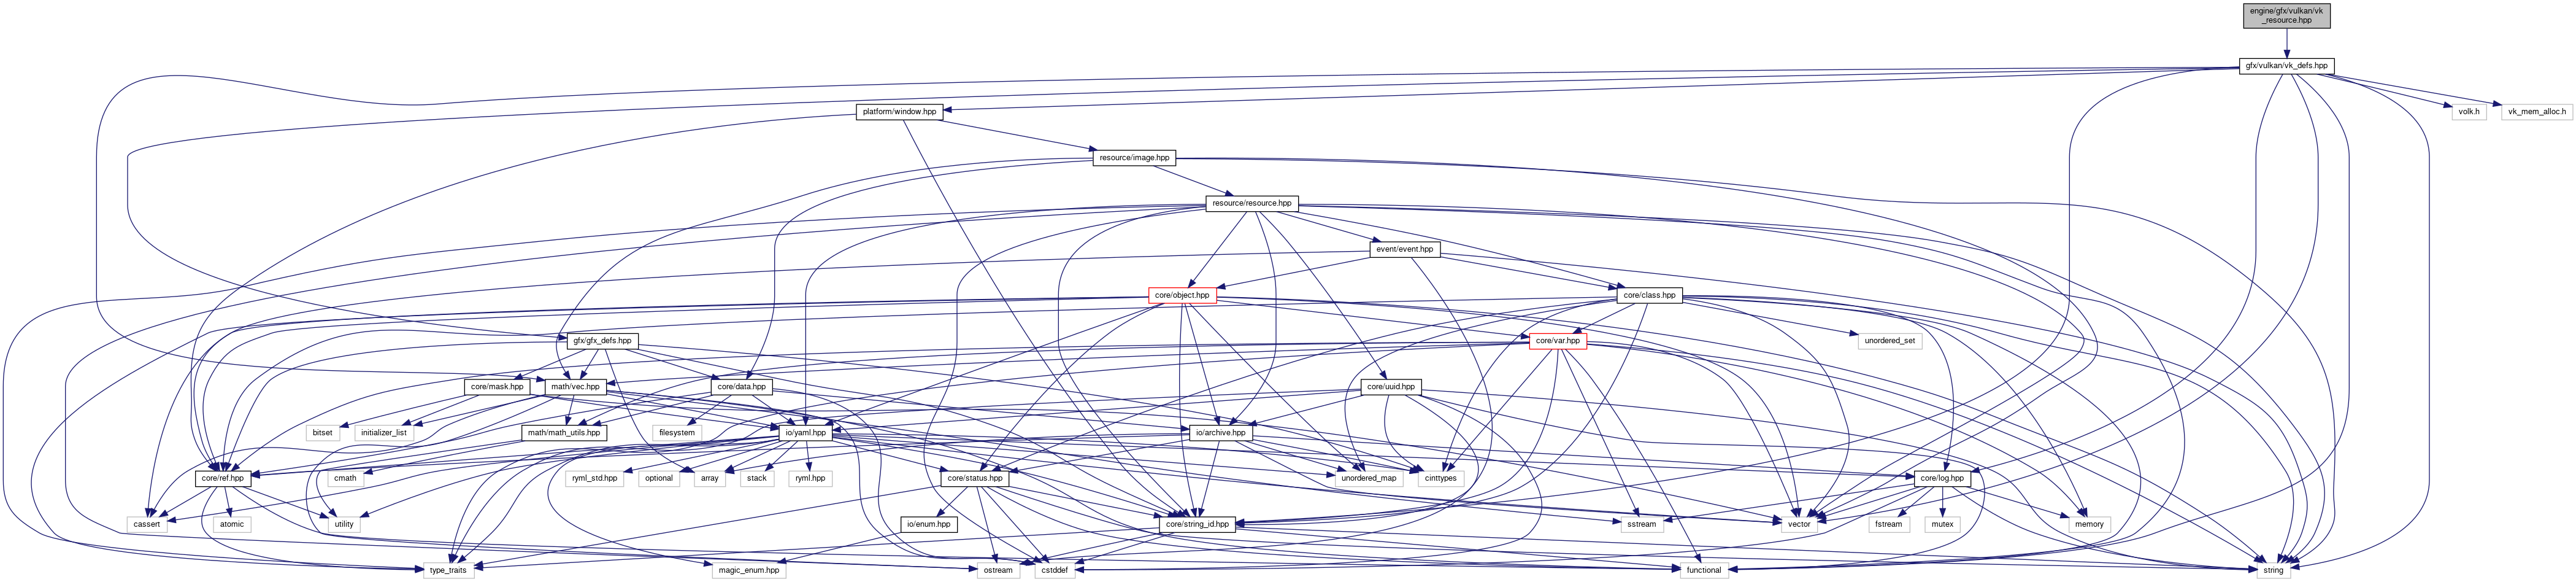 engine/gfx/vulkan/vk
_resource.hpp
gfx/vulkan/vk_defs.hpp
platform/window.hpp
volk.h
vk_mem_alloc.h
resource/image.hpp
resource/resource.hpp
event/event.hpp
core/object.hpp
core/class.hpp
gfx/gfx_defs.hpp
core/var.hpp
unordered_set
core/mask.hpp
math/vec.hpp
core/data.hpp
core/uuid.hpp
bitset
initializer_list
math/math_utils.hpp
filesystem
io/yaml.hpp
io/archive.hpp
core/ref.hpp
cmath
ryml_std.hpp
optional
array
stack
ryml.hpp
core/status.hpp
unordered_map
cinttypes
core/log.hpp
cassert
atomic
utility
io/enum.hpp
core/string_id.hpp
sstream
vector
fstream
mutex
memory
type_traits
magic_enum.hpp
ostream
cstddef
functional
string